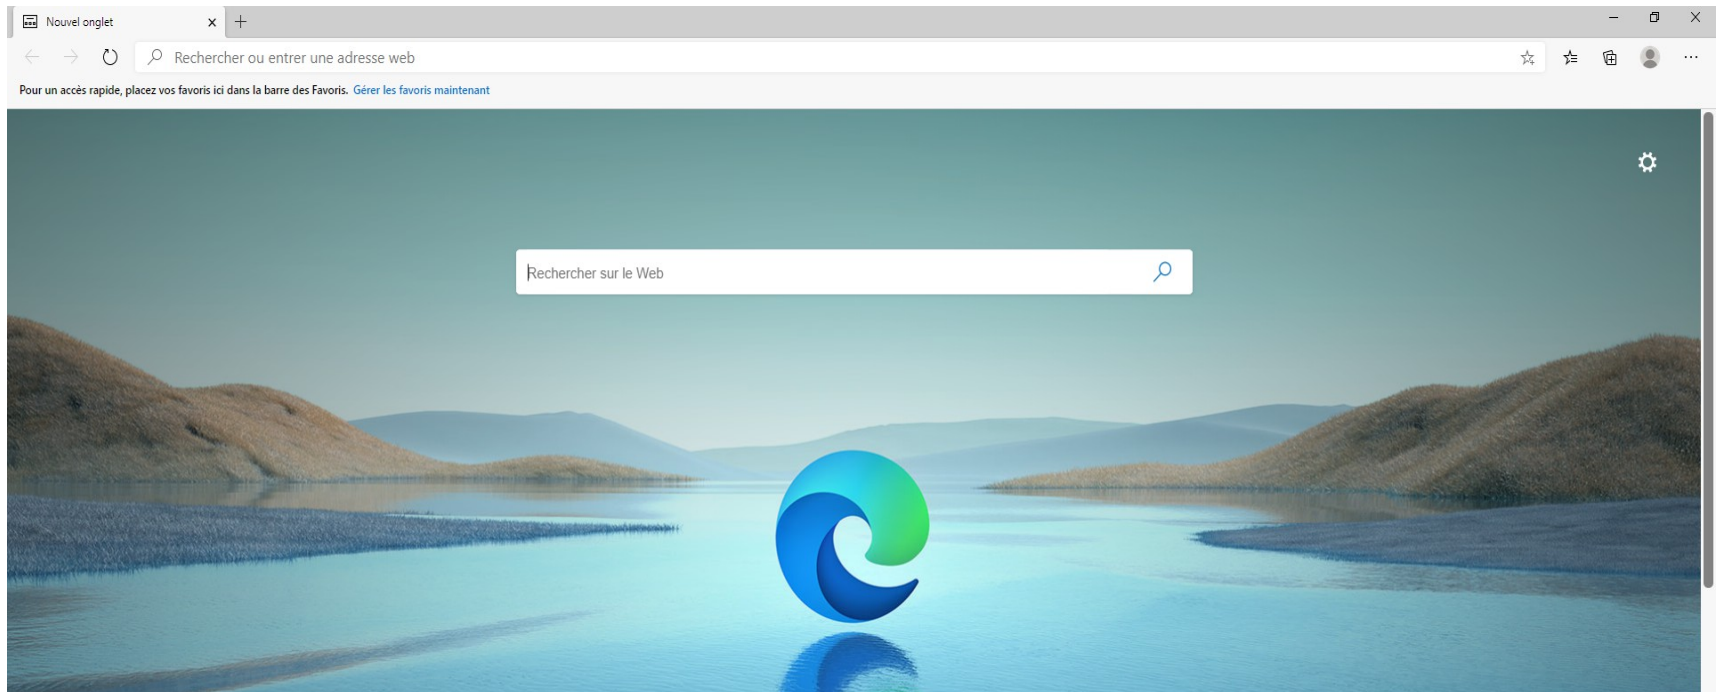 Nouvel onglet
Rechercher ou entrer une adresse web
Pour un accès rapide, placez vos favoris ici dans la barre des Favoris. Gérer les favoris maintenant
Rechercher sur le Web